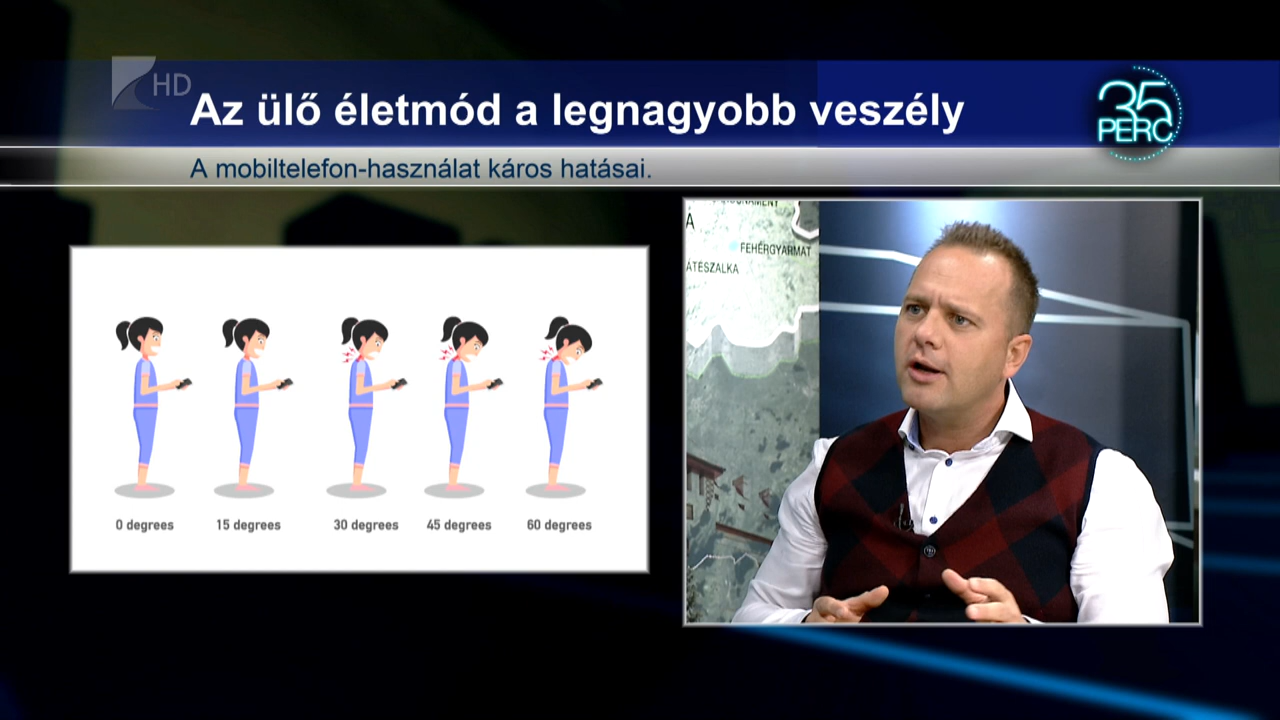 HD
Az ülő életmód a legnagyobb veszély
35
PERC
A mobiltelefon-használat káros hatásai.
FEHÉRGYARMAT
ÁTESZALKA
0 degrees
15 degrees
30 degrees
45 degrees
60 degrees